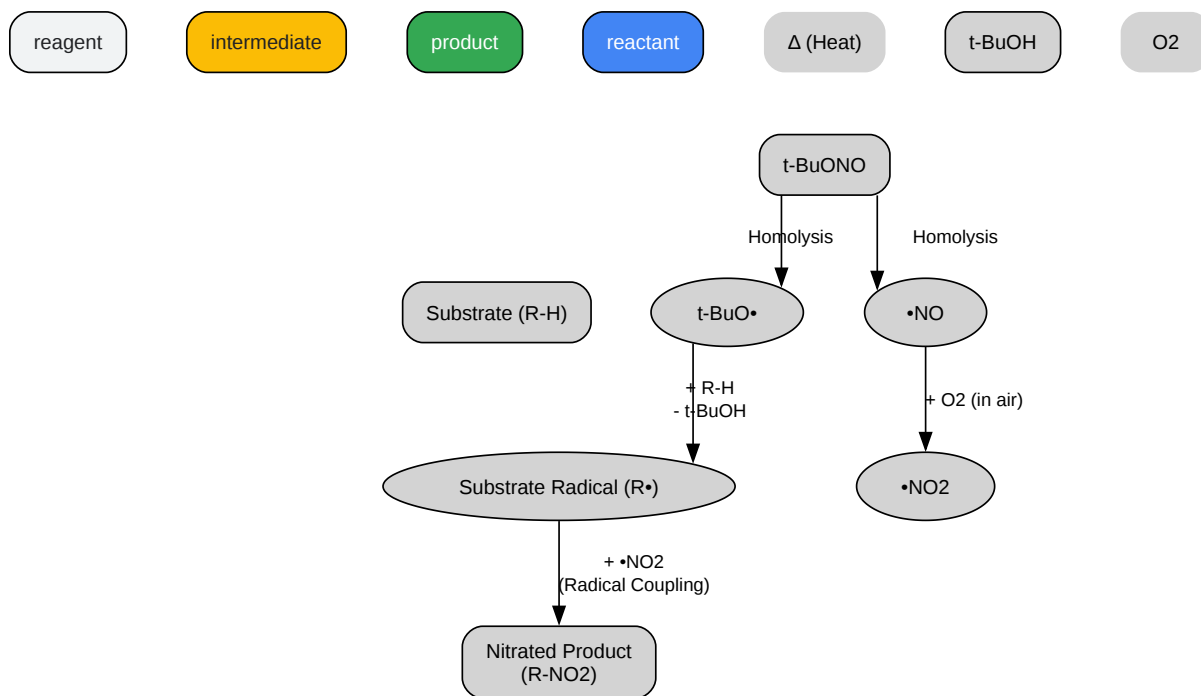 reagent
intermediate
product
reactant
Δ (Heat)
t-BuOH
O2
t-BuONO
Homolysis
Homolysis
Substrate (R-H)
t-BuO•
•NO
+ R-H
- t-BuOH
+ O2 (in air)
Substrate Radical (R•)
•NO2
+ •NO2
(Radical Coupling)
Nitrated Product
(R-NO2)